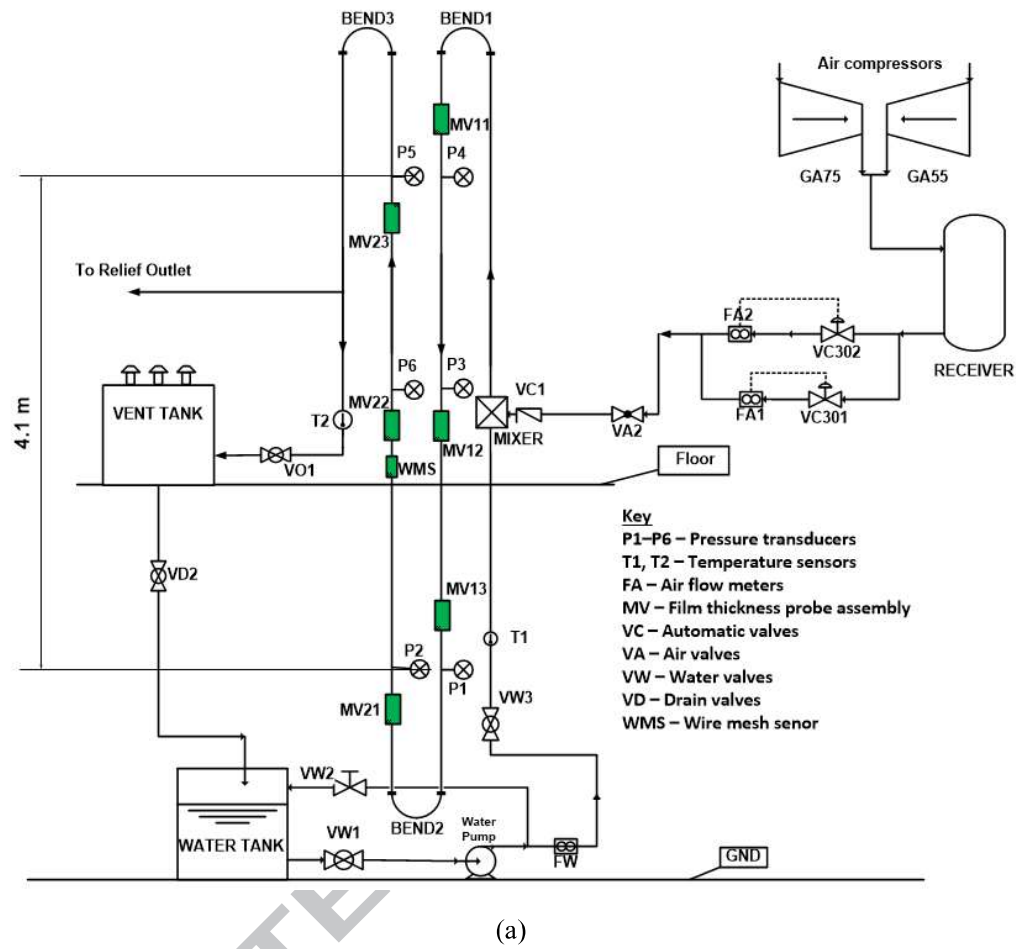 BEND3
BEND1
Air compressors
MV11
P5
P4
GA75
GA55
MV23
To Relief Outlet
FA2
VC302
RECEIVER
P6
P3
VC1
VENT TANK
MV22
FA1
VC301
T2
MIXER
VA2
4.1 m
MV12
VO1
WMS
Floor
Key
P1–P6 – Pressure transducers
T1, T2 – Temperature sensors
FA – Air flow meters
MV – Film thickness probe assembly
VC – Automatic valves
VA – Air valves
VW – Water valves
VD – Drain valves
WMS – Wire mesh senor
VD2
MV13
T1
P2
P1
MV21
VW3
VW2
BEND2
Water
Pump
WATER TANK
VW1
FW
GND
(a)